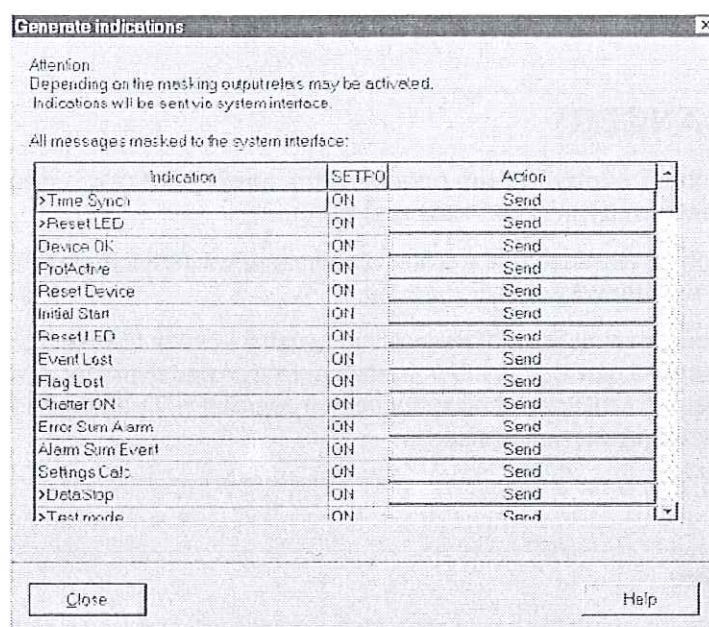 Generate indications
Attention
Depending on the masking output relais may be activated.
Indications will be sent via system interface.
All messages masked to the system interface:
Indication SETPO Action
>Time Synch ON Send
>Reset LED ON Send
Device OK ON Send
ProtActive ON Send
Reset Device ON Send
Initial Start ON Send
Reset LED ON Send
Event Lost ON Send
Flag Lost ON Send
Chatter ON ON Send
Error Sum Alarm ON Send
Alarm Sum Event ON Send
Settings Calc. ON Send
>DataStop ON Send
>Test mode ON Send
Close Help